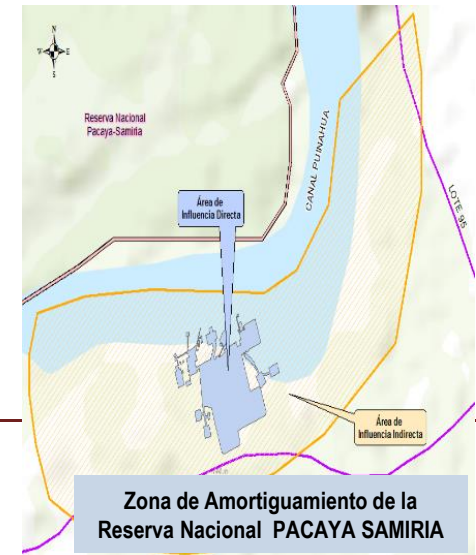 N
W E
S
Reserva Nacional
Pacaya-Samiria
CANAL PUINAHUA
Área de
Influencia Directa
LOTE 95
Área de
Influencia Indirecta
Zona de Amortiguamiento de la
Reserva Nacional PACAYA SAMIRIA